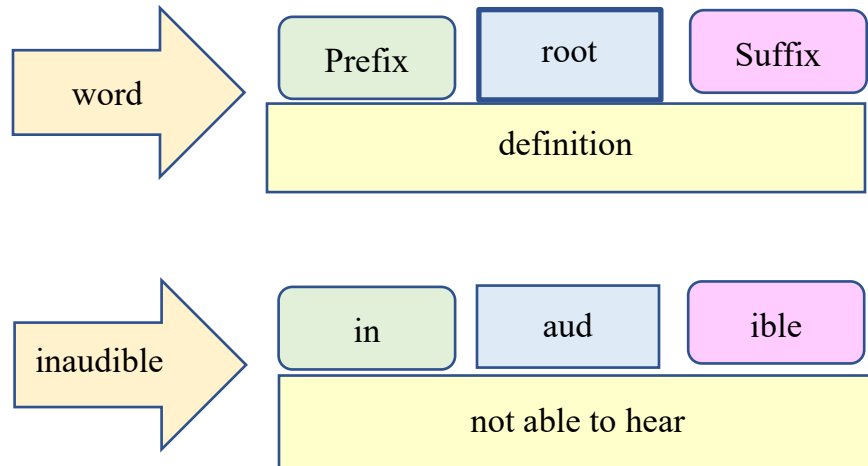 word
Prefix
root
Suffix
definition
inaudible
in
aud
ible
not able to hear